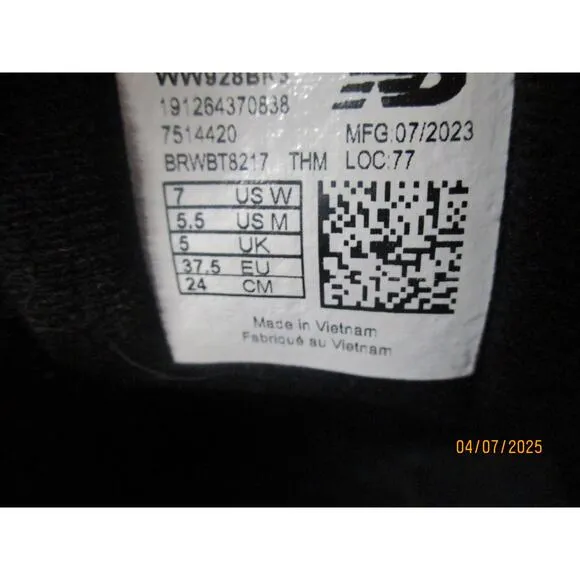 WW928BK3
191264370838
7514420 MFG:07/2023
BRWBT8217 THM LOC:77
7 US W
5.5 US M
5 UK
37.5 EU
24 CM
Made in Vietnam
Fabriqué au Vietnam
04/07/2025